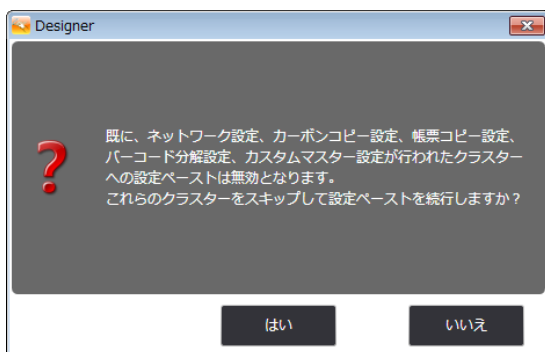 Designer
既に、ネットワーク設定、カーボンコピー設定、帳票コピー設定、
バーコード分解設定、カスタムマスター設定が行われたクラスター
への設定ペーストは無効となります。
これらのクラスターをスキップして設定ペーストを続行しますか？
はい
いいえ